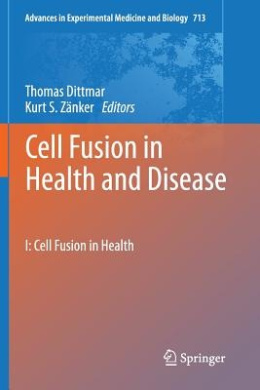 Advances in Experimental Medicine and Biology 713
Thomas Dittmar
Kurt S. Zänker Editors
Cell Fusion in
Health and Disease
I: Cell Fusion in Health
Springer